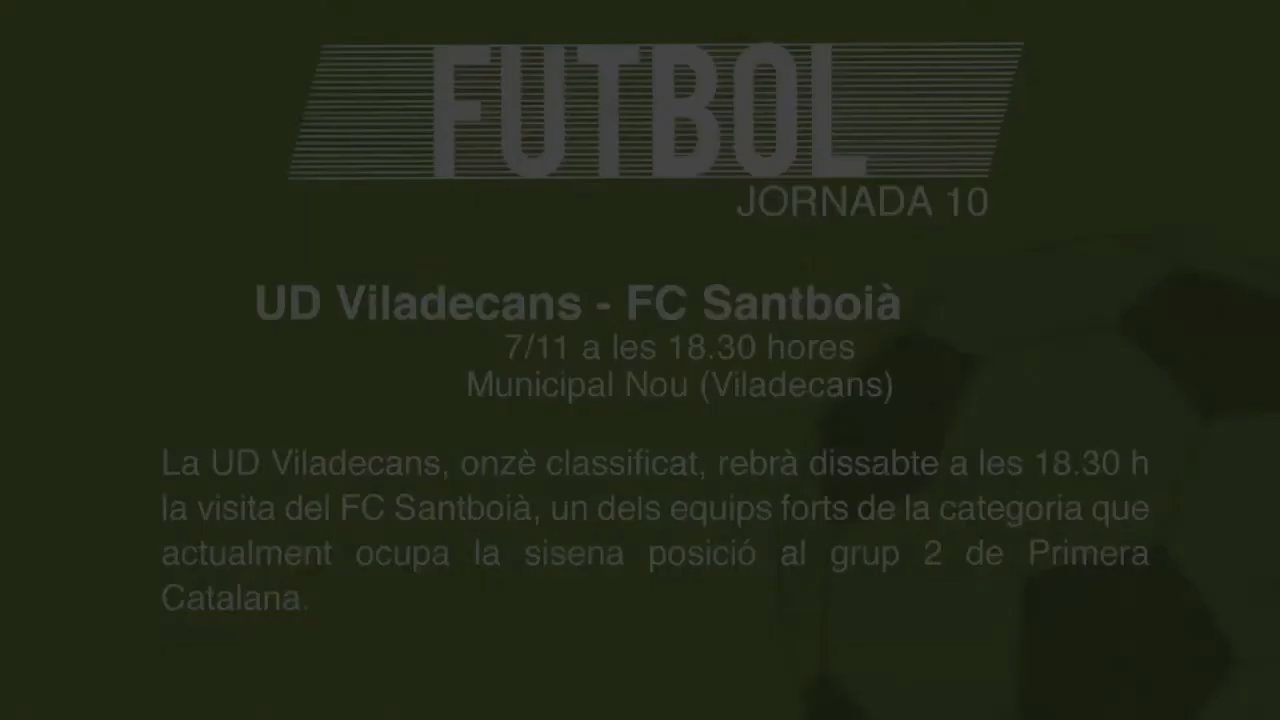 FUTBOL
JORNADA 10
UD Viladecans - FC Santboià
7/11 a les 18.30 hores
Municipal Nou (Viladecans)
La UD Viladecans, onzè classificat, rebrà dissabte a les 18.30 h
la visita del FC Santboià, un dels equips forts de la categoria que
actualment ocupa la sisena posició al grup 2 de Primera
Catalana.